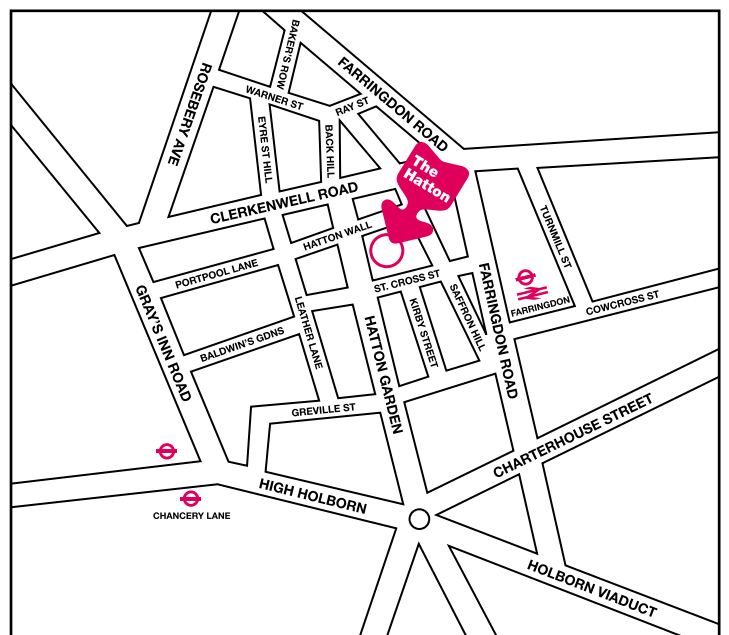 BAKER'S ROW
ROSEBERY AVE
FARRINGDON ROAD
WARNER ST
RAY ST
EYRE ST HILL
BACK HILL
The
Hatton
CLERKENWELL ROAD
HATTON WALL
TURNMILL ST
PORTPOOL LANE
ST. CROSS ST
FARRINGDON
COWCROSS ST
GRAY'S INN ROAD
LEATHER LANE
HATTON GARDEN
KIRBY STREET
SAFFRON HILL
FARRINGDON ROAD
BALDWIN'S GDNS
GREVILLE ST
CHARTERHOUSE STREET
HIGH HOLBORN
CHANCERY LANE
HOLBORN VIADUCT